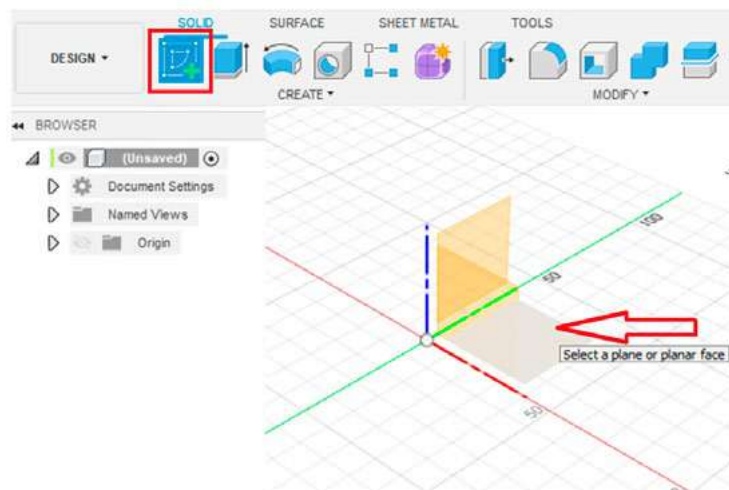 SOLID SURFACE SHEET METAL TOOLS
DESIGN
CREATE MODIFY
BROWSER
(Unsaved)
Document Settings
Named Views
Origin
100
50
Select a plane or planar face
50